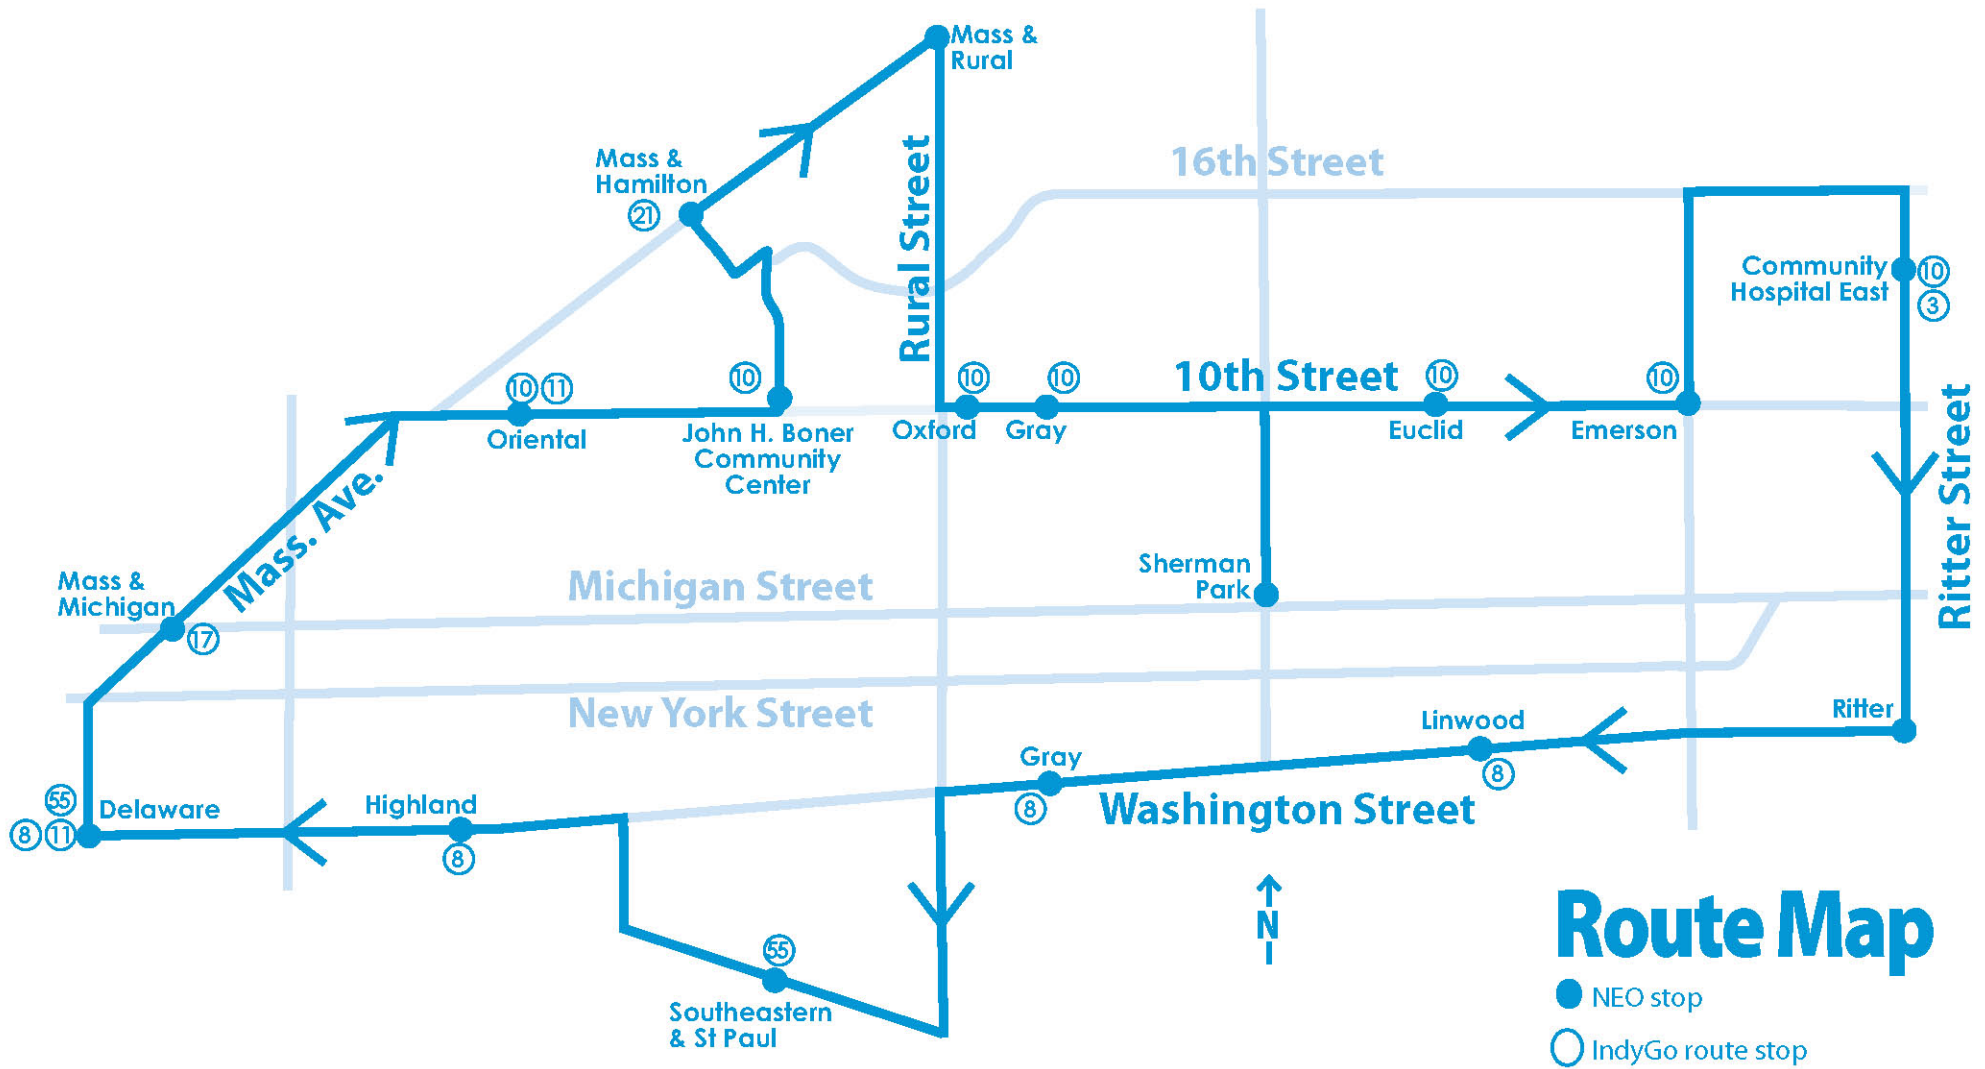 Mass &
Rural
Mass &
Hamilton
21
16th Street
Rural Street
Community
Hospital East
10
3
10 11
Oriental
10
John H. Boner
Community
Center
10
Oxford
10
Gray
10th Street
10
Euclid
10
Emerson
Ritter Street
Mass. Ave.
Mass &
Michigan
17
Michigan Street
Sherman
Park
New York Street
Ritter
Linwood
8
Gray
8
Washington Street
55
8 11
Delaware
Highland
8
55
Southeastern
& St Paul
N
Route Map
NEO stop
IndyGo route stop